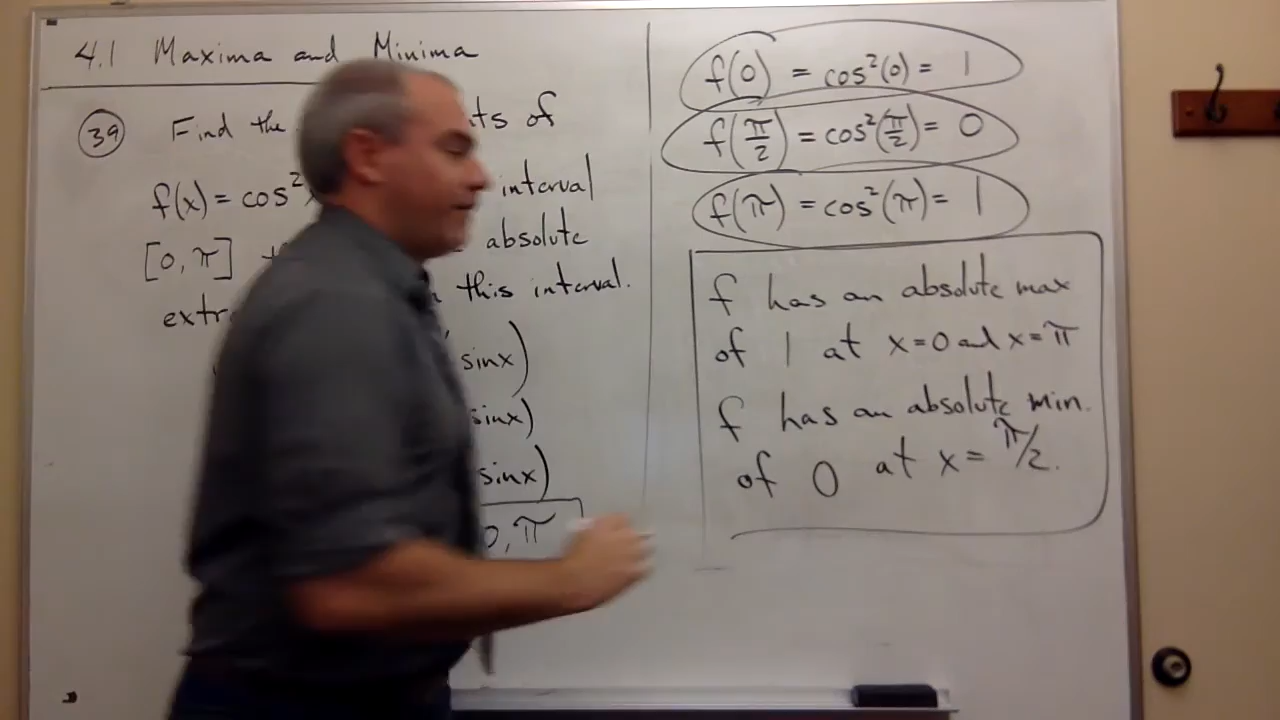 4.1 Maxima and Minima
39 Find the ts of
f(x) = cos² interval
[0, π] absolute
extr this interval.
sinx)
sinx)
sinx)
0, π
f(0) = cos²(0) = 1
f(π/2) = cos²(π/2) = 0
f(π) = cos²(π) = 1
f has an absolute max
of 1 at x=0 and x=π
f has an absolute min.
of 0 at x= π/2.